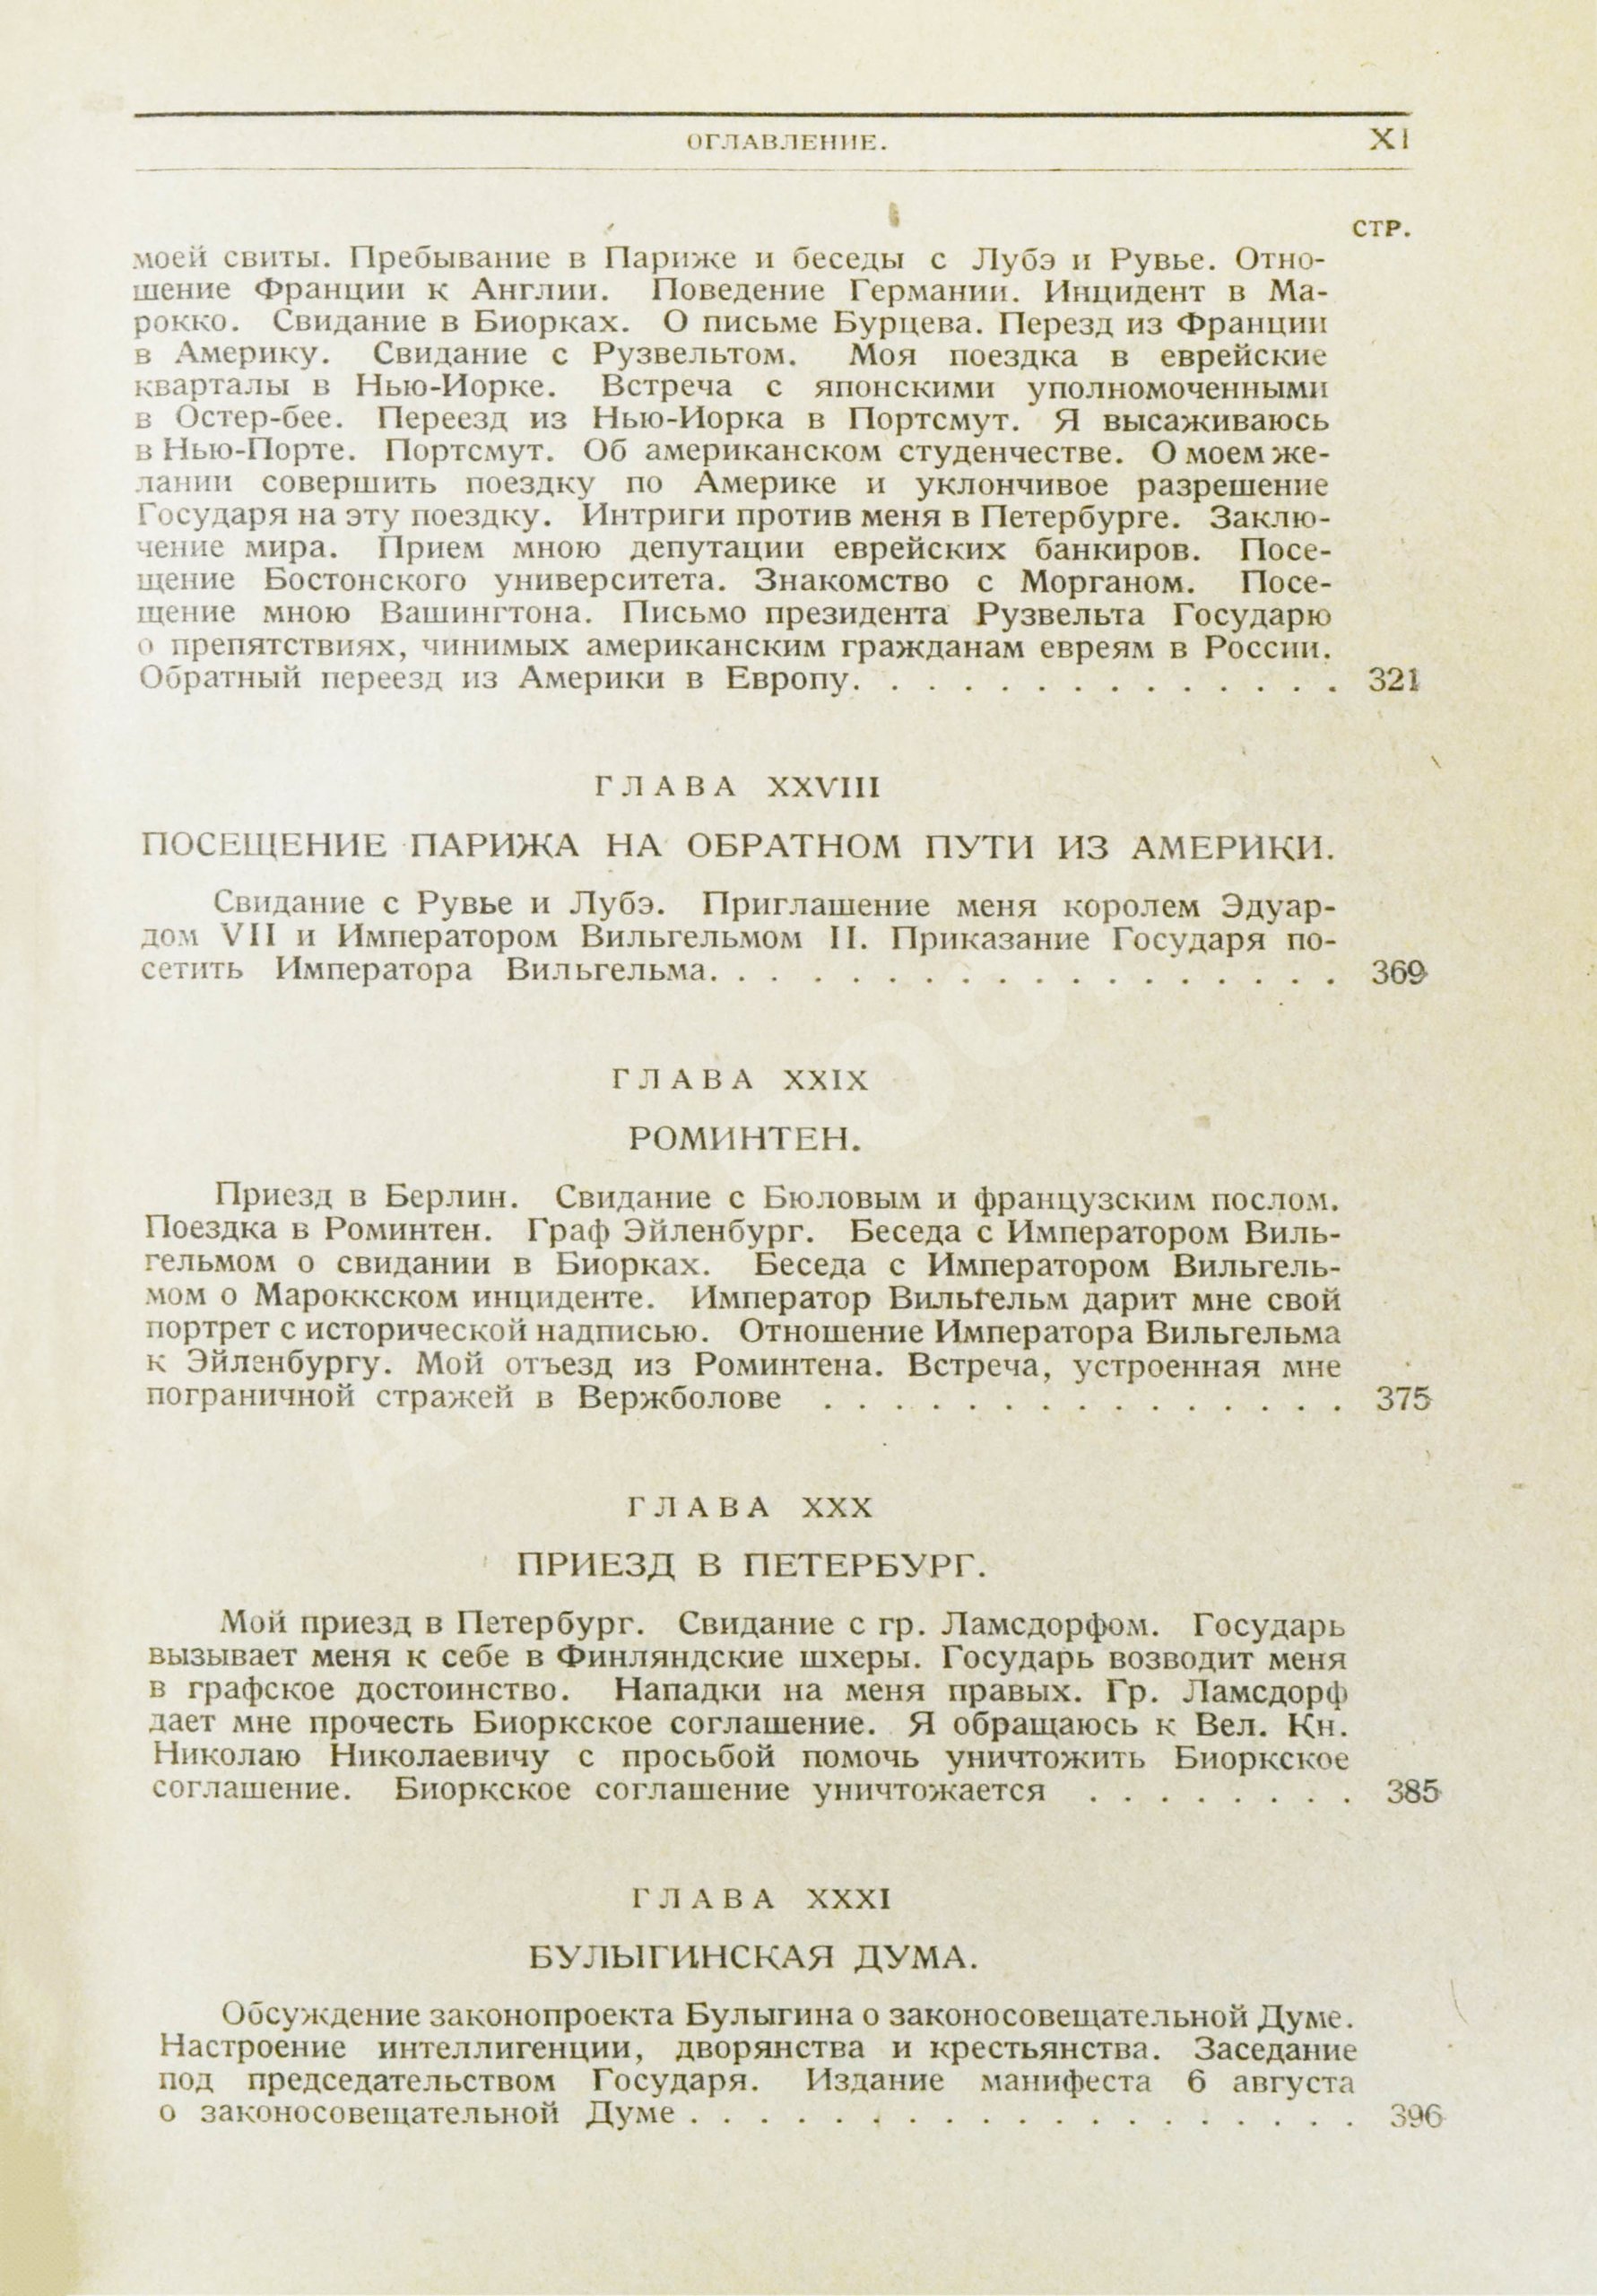 ОГЛАВЛЕНИЕ. XI
СТР.
моей свиты. Пребывание в Париже и беседы с Лубэ и Рувье. Отно-
шение Франции к Англии. Поведение Германии. Инцидент в Ма-
рокко. Свидание в Биорках. О письме Бурцева. Перезд из Франции
в Америку. Свидание с Рузвельтом. Моя поездка в еврейские
кварталы в Нью-Иорке. Встреча с японскими уполномоченными
в Остер-бее. Переезд из Нью-Иорка в Портсмут. Я высаживаюсь
в Нью-Порте. Портсмут. Об американском студенчестве. О моем же-
лании совершить поездку по Америке и уклончивое разрешение
Государя на эту поездку. Интриги против меня в Петербурге. Заклю-
чение мира. Прием мною депутации еврейских банкиров. Посе-
щение Бостонского университета. Знакомство с Морганом. Посе-
щение мною Вашингтона. Письмо президента Рузвельта Государю
о препятствиях, чинимых американским гражданам евреям в России.
Обратный переезд из Америки в Европу. . . . . . . . . . . . . . . 321
ГЛАВА XXVIII
ПОСЕЩЕНИЕ ПАРИЖА НА ОБРАТНОМ ПУТИ ИЗ АМЕРИКИ.
Свидание с Рувье и Лубэ. Приглашение меня королем Эдуар-
дом VII и Императором Вильгельмом II. Приказание Государя по-
сетить Императора Вильгельма. . . . . . . . . . . . . . . . . . . 369
ГЛАВА XXIX
РОМИНТЕН.
Приезд в Берлин. Свидание с Бюловым и французским послом.
Поездка в Роминтен. Граф Эйленбург. Беседа с Императором Виль-
гельмом о свидании в Биорках. Беседа с Императором Вильгель-
мом о Мароккском инциденте. Император Вильгельм дарит мне свой
портрет с исторической надписью. Отношение Императора Вильгельма
к Эйленбургу. Мой отъезд из Роминтена. Встреча, устроенная мне
пограничной стражей в Вержболове . . . . . . . . . . . . . . . 375
ГЛАВА XXX
ПРИЕЗД В ПЕТЕРБУРГ.
Мой приезд в Петербург. Свидание с гр. Ламсдорфом. Государь
вызывает меня к себе в Финляндские шхеры. Государь возводит меня
в графское достоинство. Нападки на меня правых. Гр. Ламсдорф
дает мне прочесть Биоркское соглашение. Я обращаюсь к Вел. Кн.
Николаю Николаевичу с просьбой помочь уничтожить Биоркское
соглашение. Биоркское соглашение уничтожается . . . . . . . . 385
ГЛАВА XXXI
БУЛЫГИНСКАЯ ДУМА.
Обсуждение законопроекта Булыгина о законосовещательной Думе.
Настроение интеллигенции, дворянства и крестьянства. Заседание
под председательством Государя. Издание манифеста 6 августа
о законосовещательной Думе . . . . . . . . . . . . . . . . . . . 396